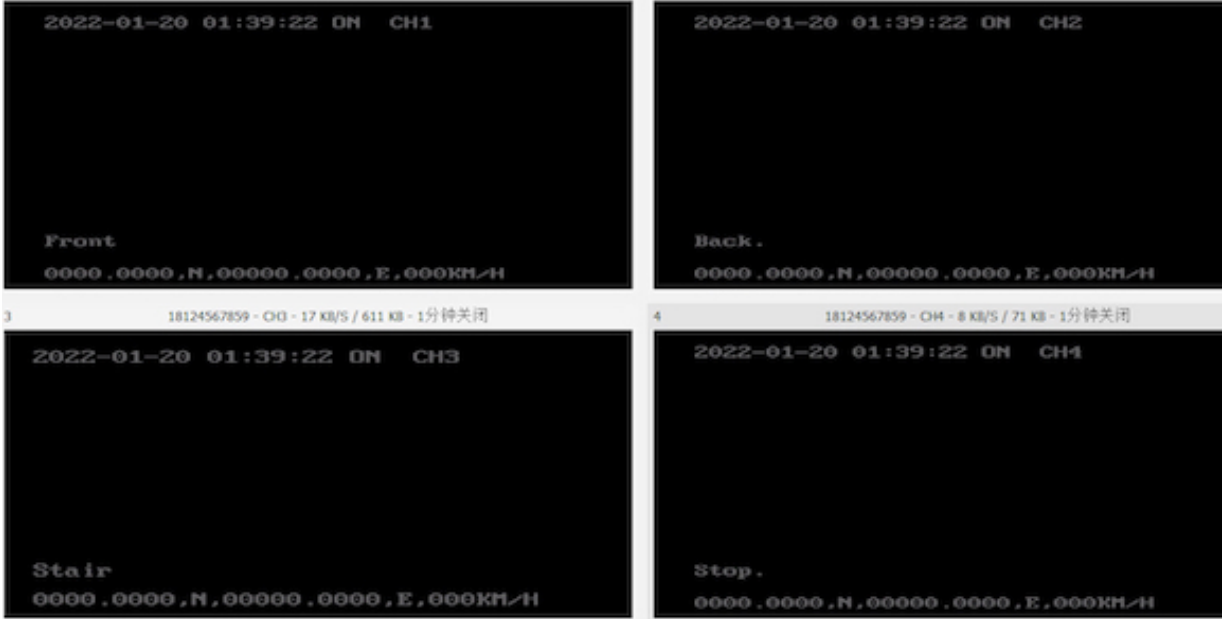 2022-01-20 01:39:22 ON CH1
Front
0000.0000,N,00000.0000,E,000KM/H
2022-01-20 01:39:22 ON CH2
Back.
0000.0000,N,00000.0000,E,000KM/H
3 18124567859 - CH3 - 17 KB/S / 611 KB - 1分钟关闭
2022-01-20 01:39:22 ON CH3
Stair
0000.0000,N,00000.0000,E,000KM/H
4 18124567859 - CH4 - 8 KB/S / 71 KB - 1分钟关闭
2022-01-20 01:39:22 ON CH4
Stop.
0000.0000,N,00000.0000,E,000KM/H